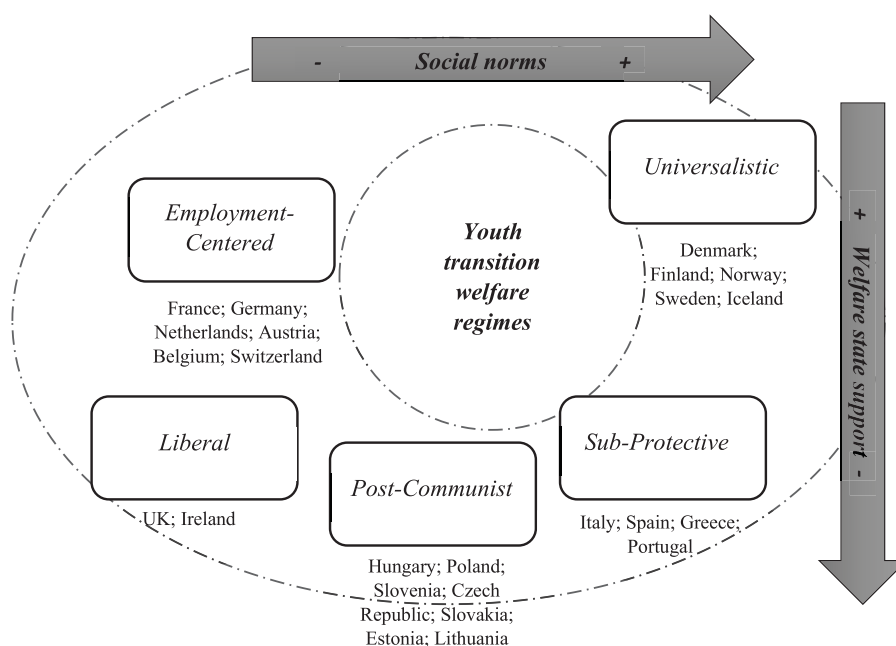 - Social norms +
Universalistic
Denmark;
Finland; Norway;
Sweden; Iceland
+ Welfare state support -
Employment-
Centered
France; Germany;
Netherlands; Austria;
Belgium; Switzerland
Youth
transition
welfare
regimes
Liberal
UK; Ireland
Post-Communist
Hungary; Poland;
Slovenia; Czech
Republic; Slovakia;
Estonia; Lithuania
Sub-Protective
Italy; Spain; Greece;
Portugal